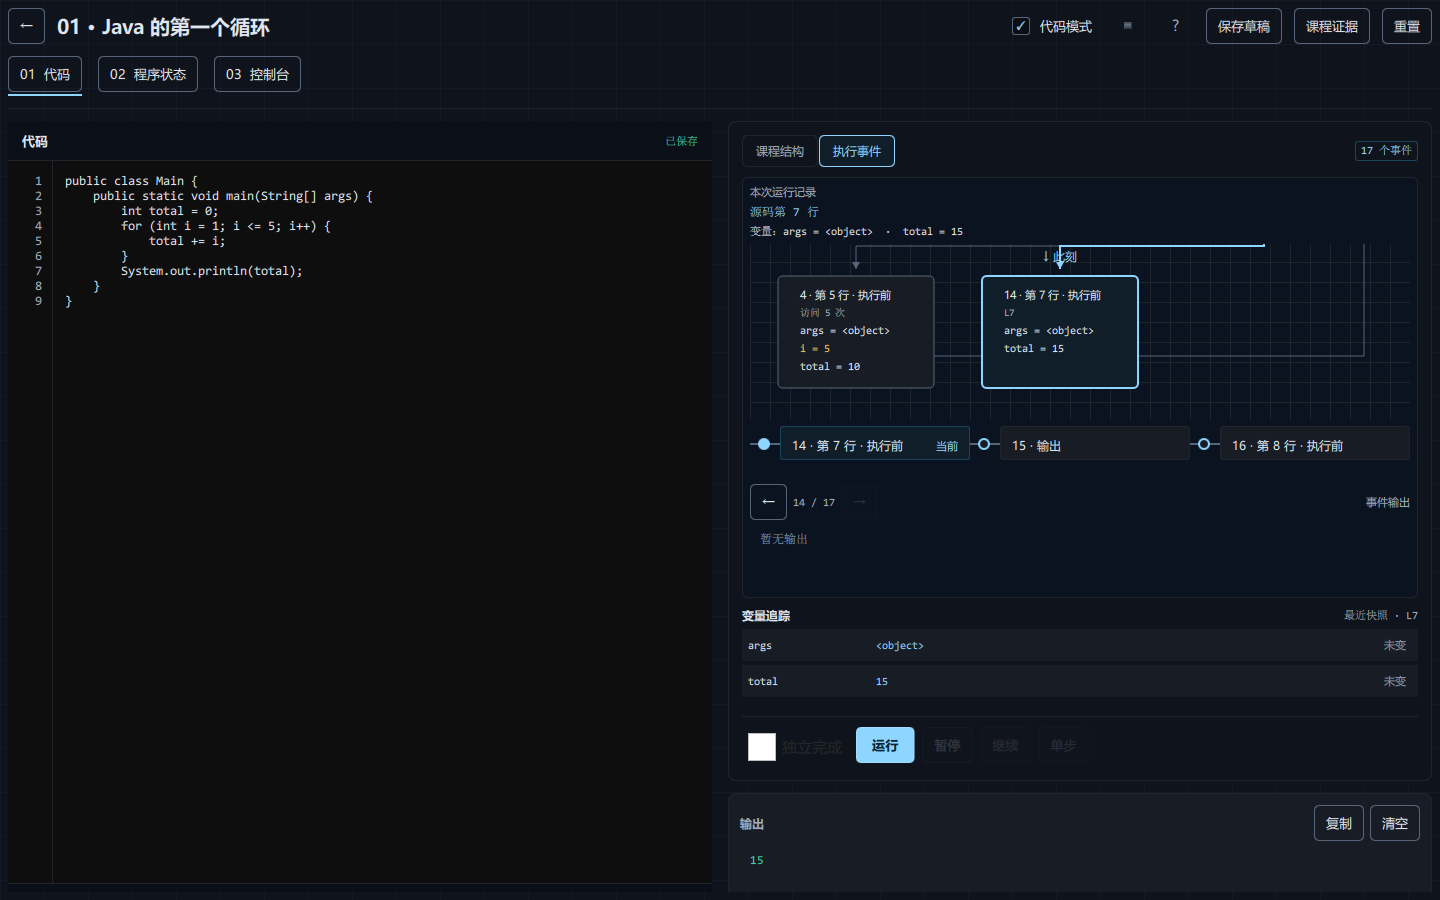 ← 01 • Java 的第一个循环
✓ 代码模式 ≡ ? 保存草稿 课程证据 重置
01 代码 02 程序状态 03 控制台
代码 已保存
1 public class Main {
2 public static void main(String[] args) {
3 int total = 0;
4 for (int i = 1; i <= 5; i++) {
5 total += i;
6 }
7 System.out.println(total);
8 }
9 }
课程结构 执行事件 17 个事件
本次运行记录
源码第 7 行
变量: args = <object> · total = 15
↓ 此刻
4 · 第 5 行 · 执行前
访问 5 次
args = <object>
i = 5
total = 10
14 · 第 7 行 · 执行前
L7
args = <object>
total = 15
14 · 第 7 行 · 执行前 当前 15 · 输出 16 · 第 8 行 · 执行前
← 14 / 17 → 事件输出
暂无输出
变量追踪 最近快照 · L7
args <object> 未变
total 15 未变
独立完成 运行 暂停 继续 单步
输出 复制 清空
15